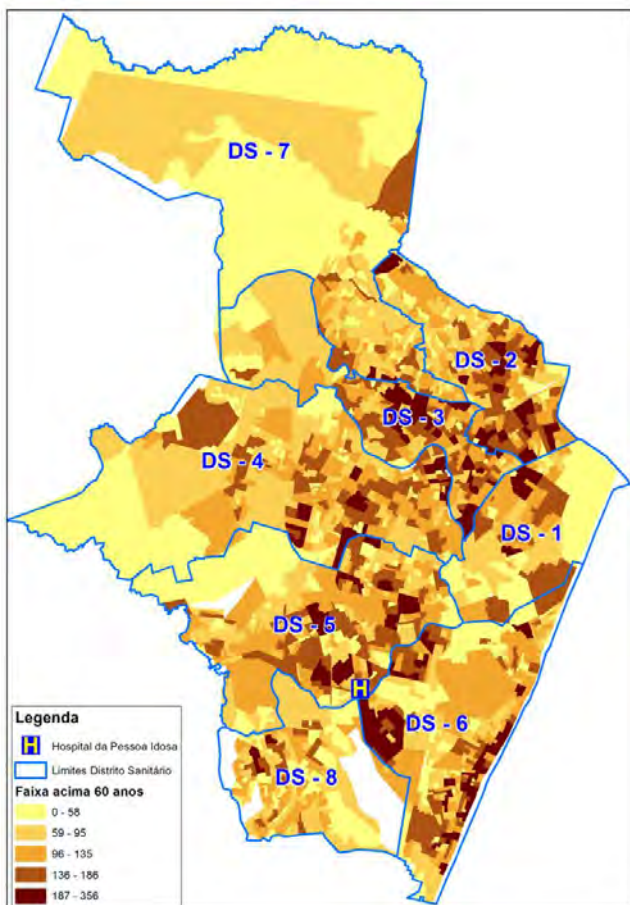 DS - 7
DS - 2
DS - 3
DS - 4
DS - 1
DS - 5
H
DS - 6
DS - 8
Legenda
H Hospital da Pessoa Idosa
Limites Distrito Sanitário
Faixa acima 60 anos
0 - 58
59 - 95
96 - 135
136 - 186
187 - 356